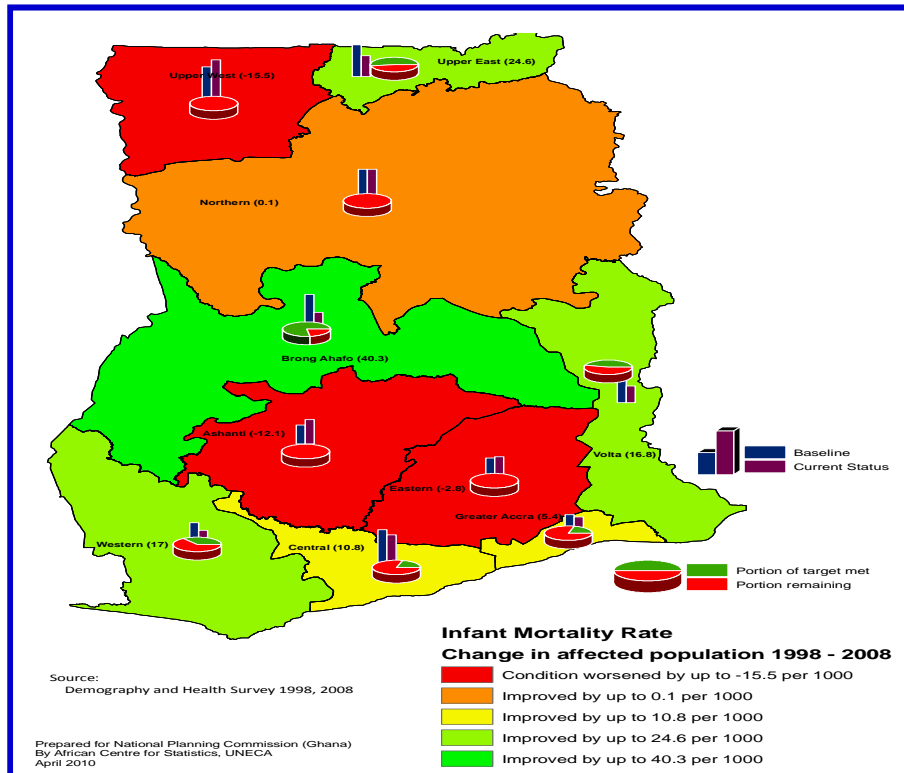 Upper West (-15.5)
Upper East (24.6)
Northern (0.1)
Brong Ahafo (40.3)
Ashanti (-12.1)
Volta (16.8)
Eastern (-2.8)
Greater Accra (5.4)
Western (17)
Central (10.8)
Baseline
Current Status
Portion of target met
Portion remaining
Infant Mortality Rate
Change in affected population 1998 - 2008
Condition worsened by up to -15.5 per 1000
Improved by up to 0.1 per 1000
Improved by up to 10.8 per 1000
Improved by up to 24.6 per 1000
Improved by up to 40.3 per 1000
Source:
Demography and Health Survey 1998, 2008
Prepared for National Planning Commission (Ghana)
By African Centre for Statistics, UNECA
April 2010